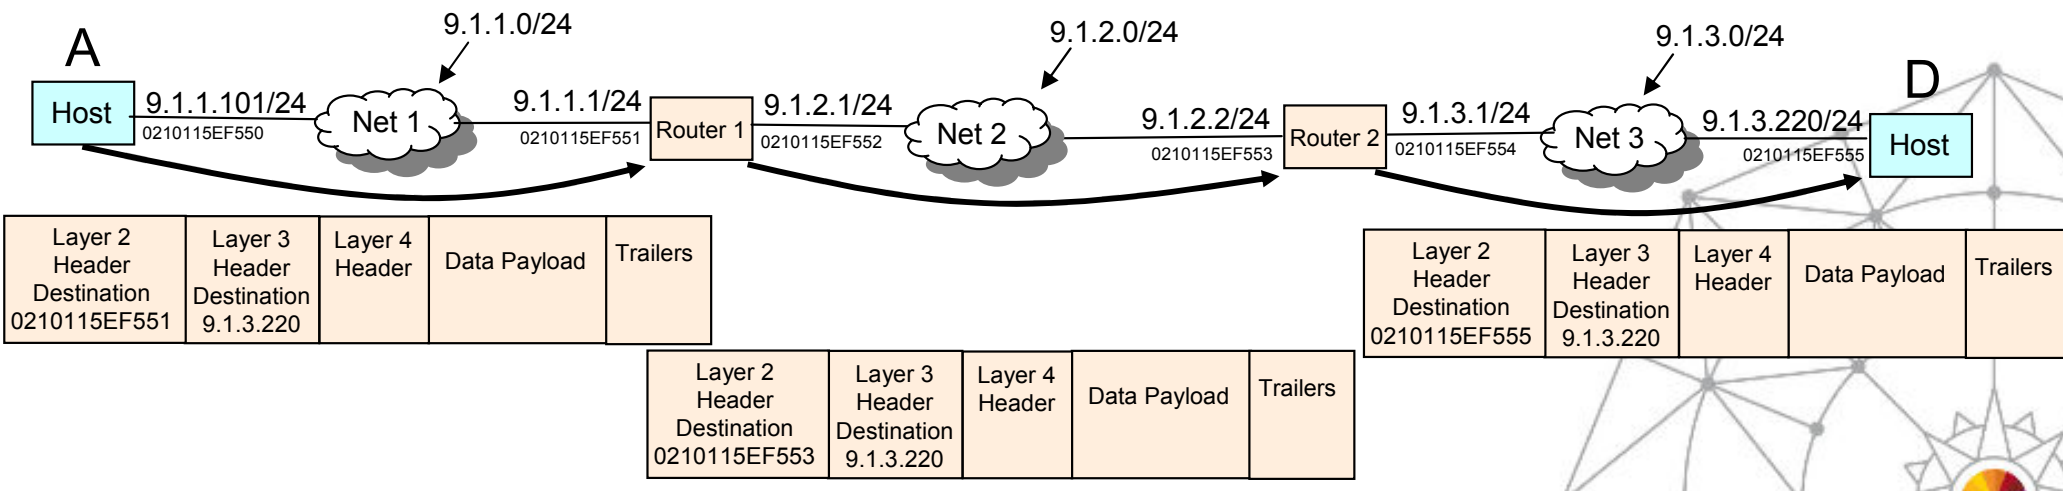 A
9.1.1.0/24
9.1.2.0/24
9.1.3.0/24
D
Host
9.1.1.101/24
0210115EF550
Net 1
9.1.1.1/24
0210115EF551
Router 1
9.1.2.1/24
0210115EF552
Net 2
9.1.2.2/24
0210115EF553
Router 2
9.1.3.1/24
0210115EF554
Net 3
9.1.3.220/24
0210115EF555
Host
Layer 2
Header
Destination
0210115EF551
Layer 3
Header
Destination
9.1.3.220
Layer 4
Header
Data Payload
Trailers
Layer 2
Header
Destination
0210115EF553
Layer 3
Header
Destination
9.1.3.220
Layer 4
Header
Data Payload
Trailers
Layer 2
Header
Destination
0210115EF555
Layer 3
Header
Destination
9.1.3.220
Layer 4
Header
Data Payload
Trailers